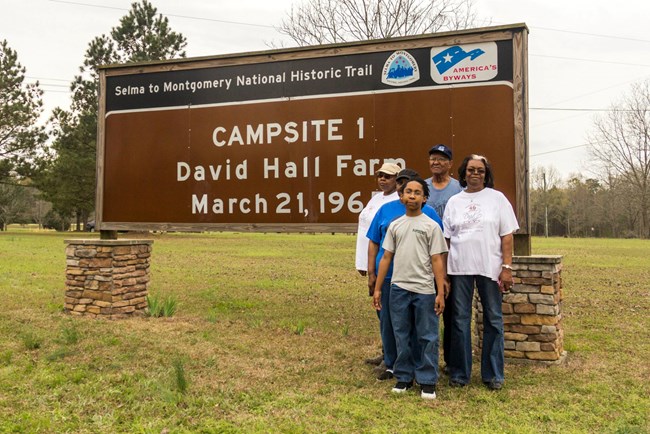 Selma to Montgomery National Historic Trail
AMERICA'S
BYWAYS
CAMPSITE 1
David Hall Farm
March 21, 196